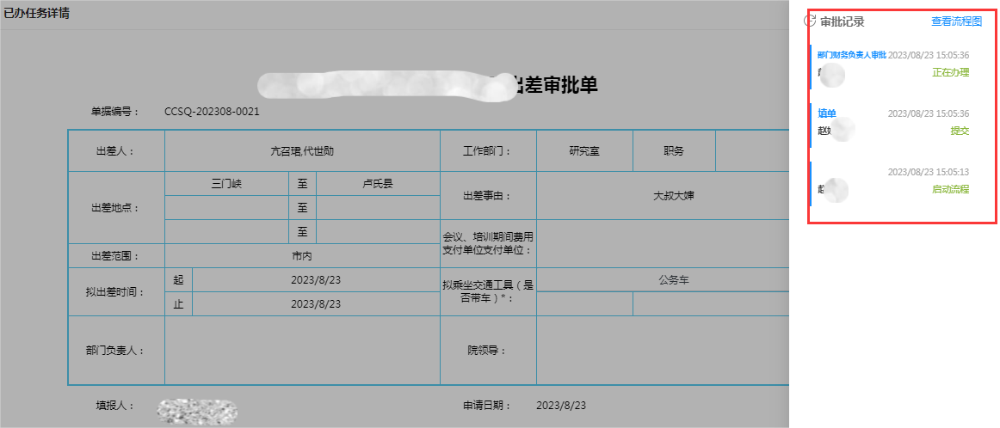 已办任务详情
出差审批单
单据编号： CCSQ-202308-0021
出差人： 亢召珺,代世勋 工作部门： 研究室 职务
出差地点： 三门峡 至 卢氏县 出差事由： 大叔大婶
至
至 会议、培训期间费用支付单位支付单位：
出差范围： 市内
拟出差时间： 起 2023/8/23 拟乘坐交通工具（是否带车）*： 公务车
止 2023/8/23
部门负责人： 院领导：
填报人： 申请日期： 2023/8/23
审批记录 查看流程图
部门财务负责人审批 2023/08/23 15:05:36
正在办理
填单 2023/08/23 15:05:36
赵 提交
2023/08/23 15:05:13
启动流程